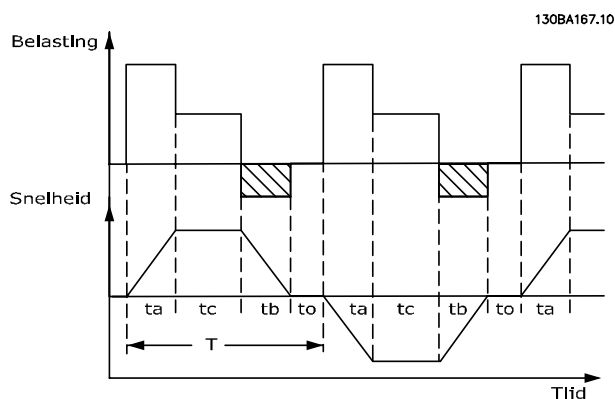 130BA167.10
Belasting
Snelheid
ta tc tb to ta tc tb to ta
T
Tijd